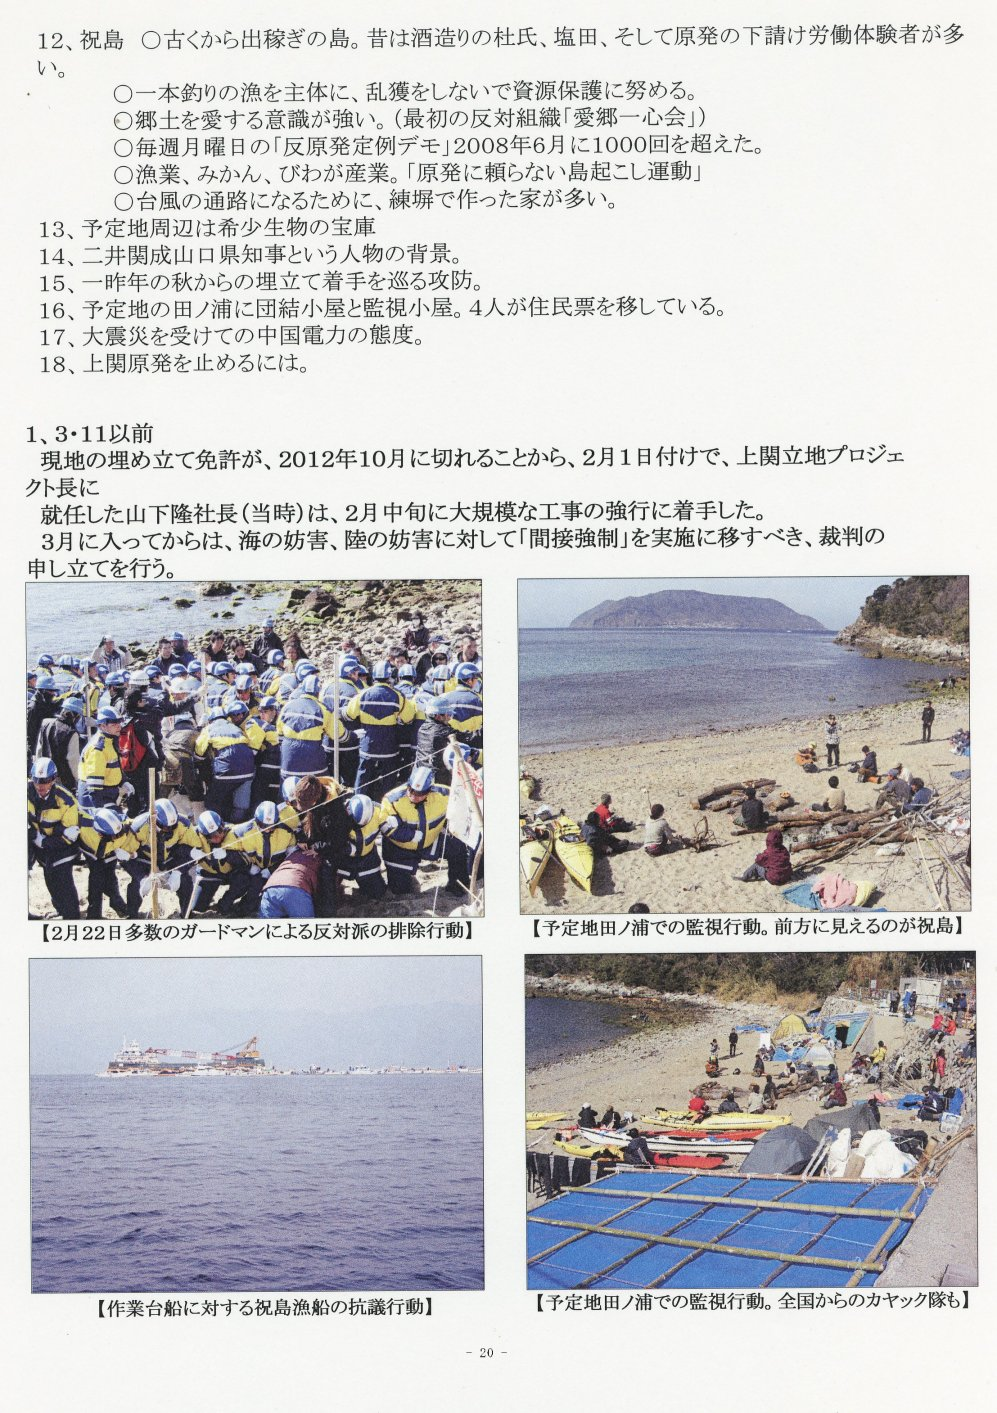 12、祝島　○古くから出稼ぎの島。昔は酒造りの杜氏、塩田、そして原発の下請け労働体験者が多
い。
○一本釣りの漁を主体に、乱獲をしないで資源保護に努める。
○郷土を愛する意識が強い。（最初の反対組織「愛郷一心会」）
○毎週月曜日の「反原発定例デモ」2008年6月に1000回を超えた。
○漁業、みかん、びわが産業。「原発に頼らない島起こし運動」
○台風の通路になるために、練塀で作った家が多い。
13、予定地周辺は希少生物の宝庫
14、二井関成山口県知事という人物の背景。
15、一昨年の秋からの埋立て着手を巡る攻防。
16、予定地の田ノ浦に団結小屋と監視小屋。4人が住民票を移している。
17、大震災を受けての中国電力の態度。
18、上関原発を止めるには。
1、3・11以前
現地の埋め立て免許が、2012年10月に切れることから、2月1日付けで、上関立地プロジェ
クト長に
就任した山下隆社長（当時）は、2月中旬に大規模な工事の強行に着手した。
3月に入ってからは、海の妨害、陸の妨害に対して「間接強制」を実施に移すべき、裁判の
申し立てを行う。
【2月22日多数のガードマンによる反対派の排除行動】
【予定地田ノ浦での監視行動。前方に見えるのが祝島】
【作業台船に対する祝島漁船の抗議行動】
【予定地田ノ浦での監視行動。全国からのカヤック隊も】
- 20 -